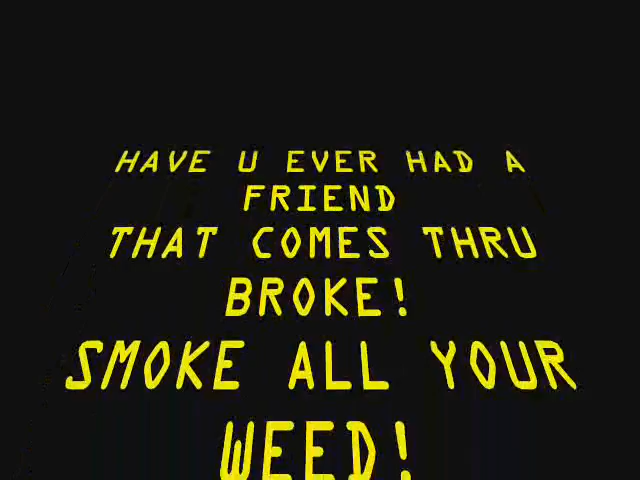 HAVE U EVER HAD A
FRIEND
THAT COMES THRU
BROKE!
SMOKE ALL YOUR
WEED!